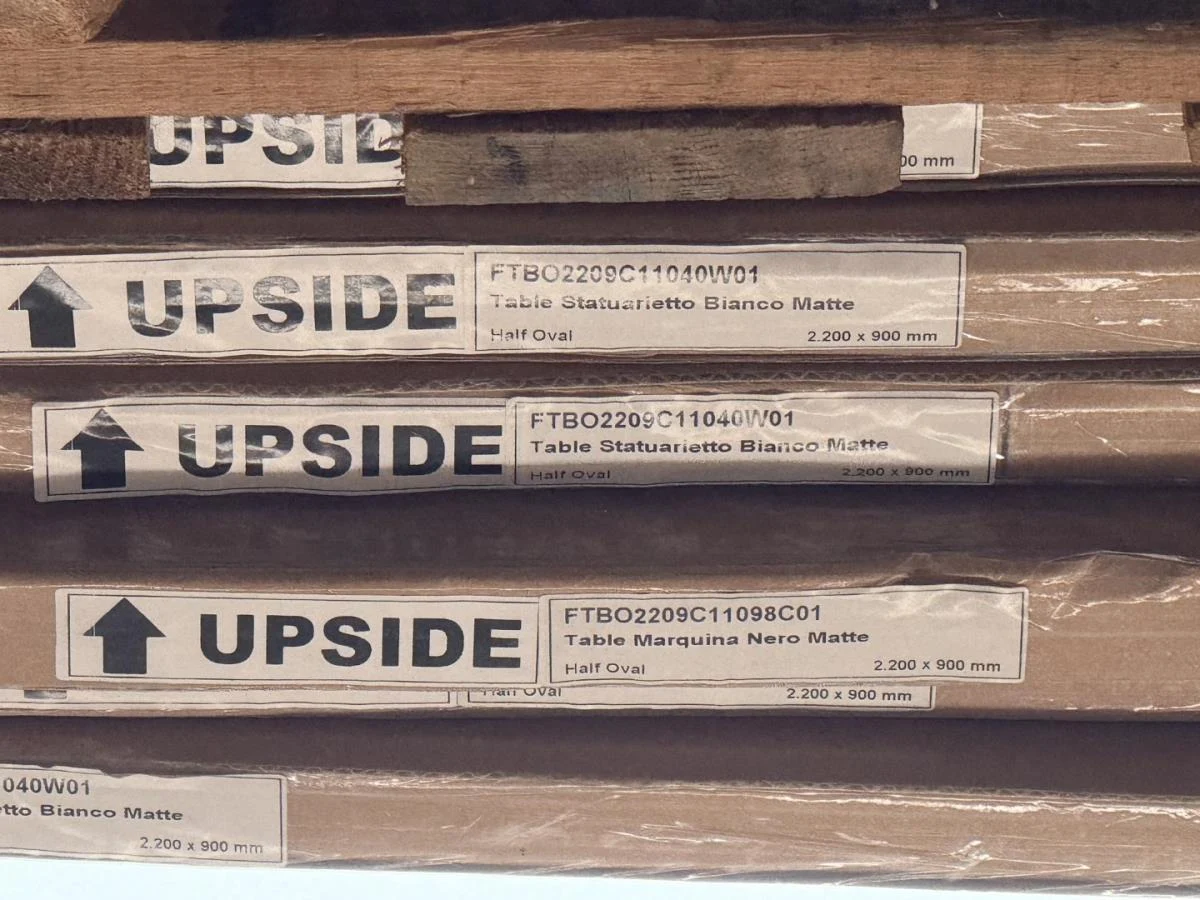 UPSID
00 mm
UPSIDE
FTBO2209C11040W01
Table Statuarietto Bianco Matte
Half Oval 2.200 x 900 mm
UPSIDE
FTBO2209C11040W01
Table Statuarietto Bianco Matte
Half Oval 2.200 x 900 mm
UPSIDE
FTBO2209C11098C01
Table Marquina Nero Matte
Half Oval 2.200 x 900 mm
Half Oval 2.200 x 900 mm
040W01
etto Bianco Matte
2.200 x 900 mm